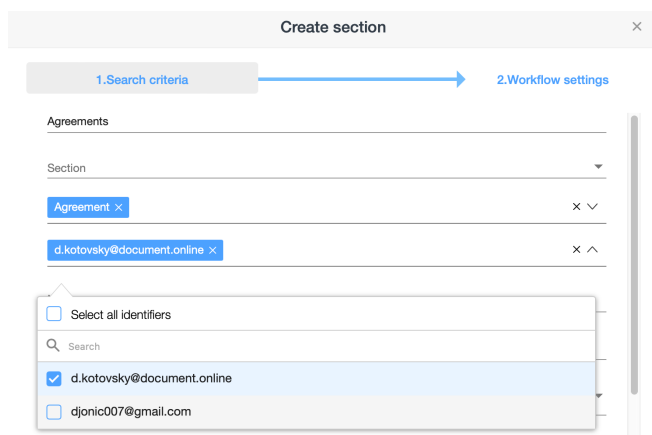 Create section
1.Search criteria
2.Workflow settings
Agreements
Section
Agreement
d.kotovsky@document.online
Select all identifiers
Search
d.kotovsky@document.online
djonic007@gmail.com